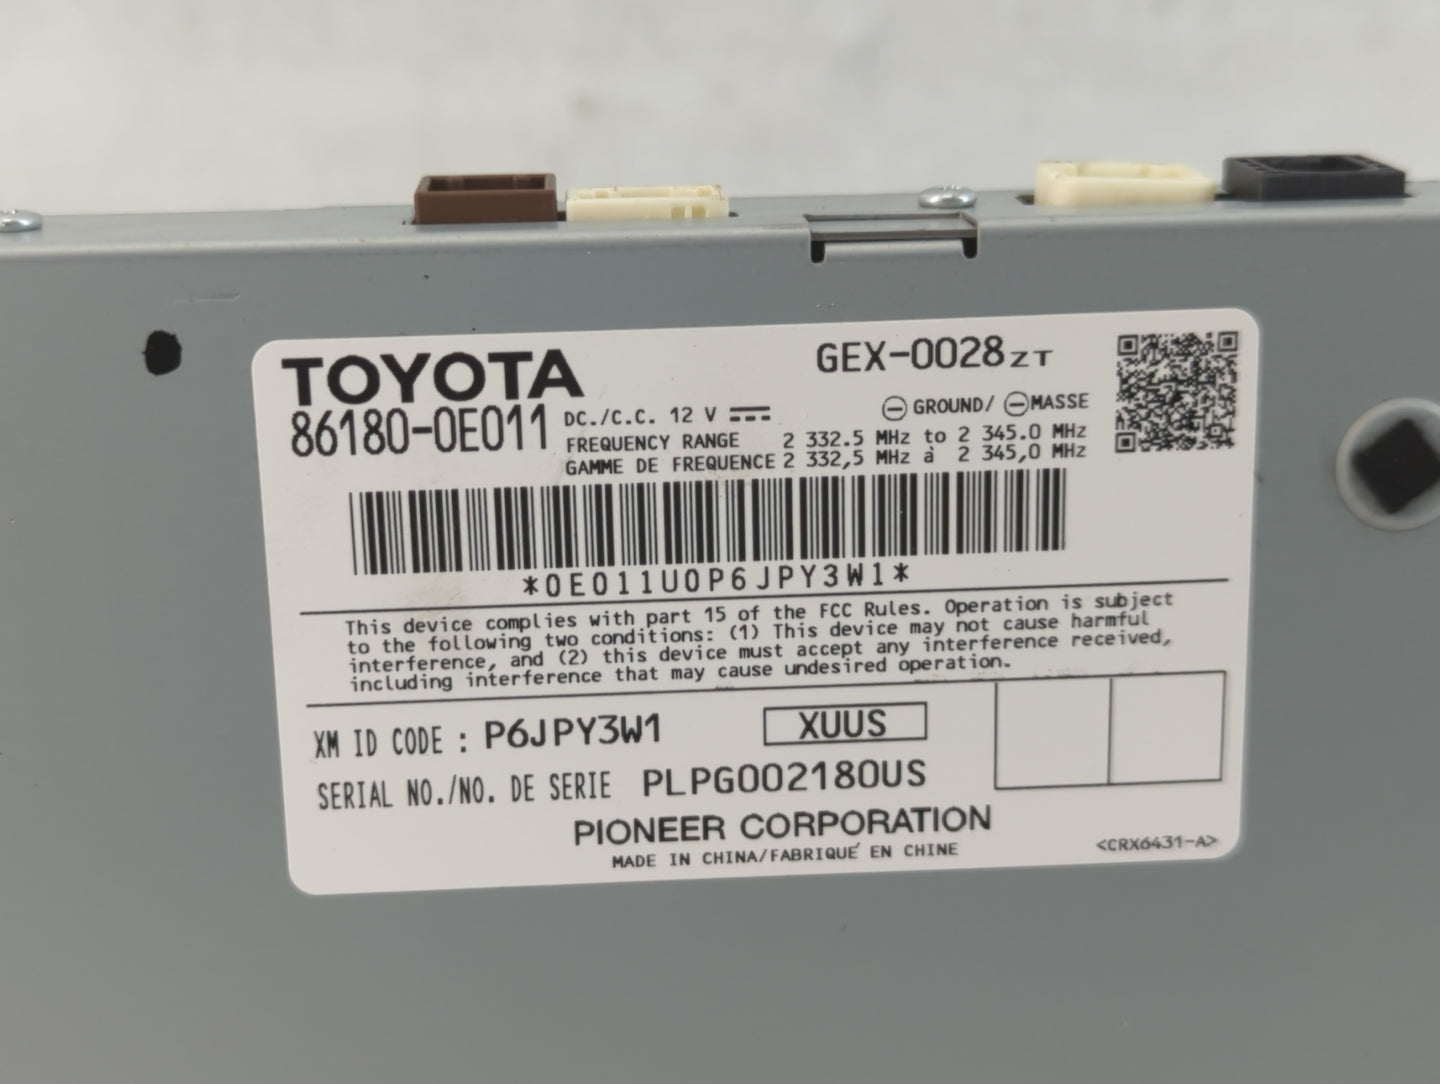 TOYOTA
GEX-0028ZT
86180-0E011
DC./C.C. 12 V
GROUND/ MASSE
FREQUENCY RANGE 2 332.5 MHz to 2 345.0 MHz
GAMME DE FREQUENCE 2 332,5 MHz à 2 345,0 MHz
*0E011U0P6JPY3W1*
This device complies with part 15 of the FCC Rules. Operation is subject
to the following two conditions: (1) This device may not cause harmful
interference, and (2) this device must accept any interference received,
including interference that may cause undesired operation.
XM ID CODE : P6JPY3W1
XUUS
SERIAL NO./NO. DE SERIE PLPG002180US
PIONEER CORPORATION
MADE IN CHINA/FABRIQUÉ EN CHINE
<CRX6431-A>